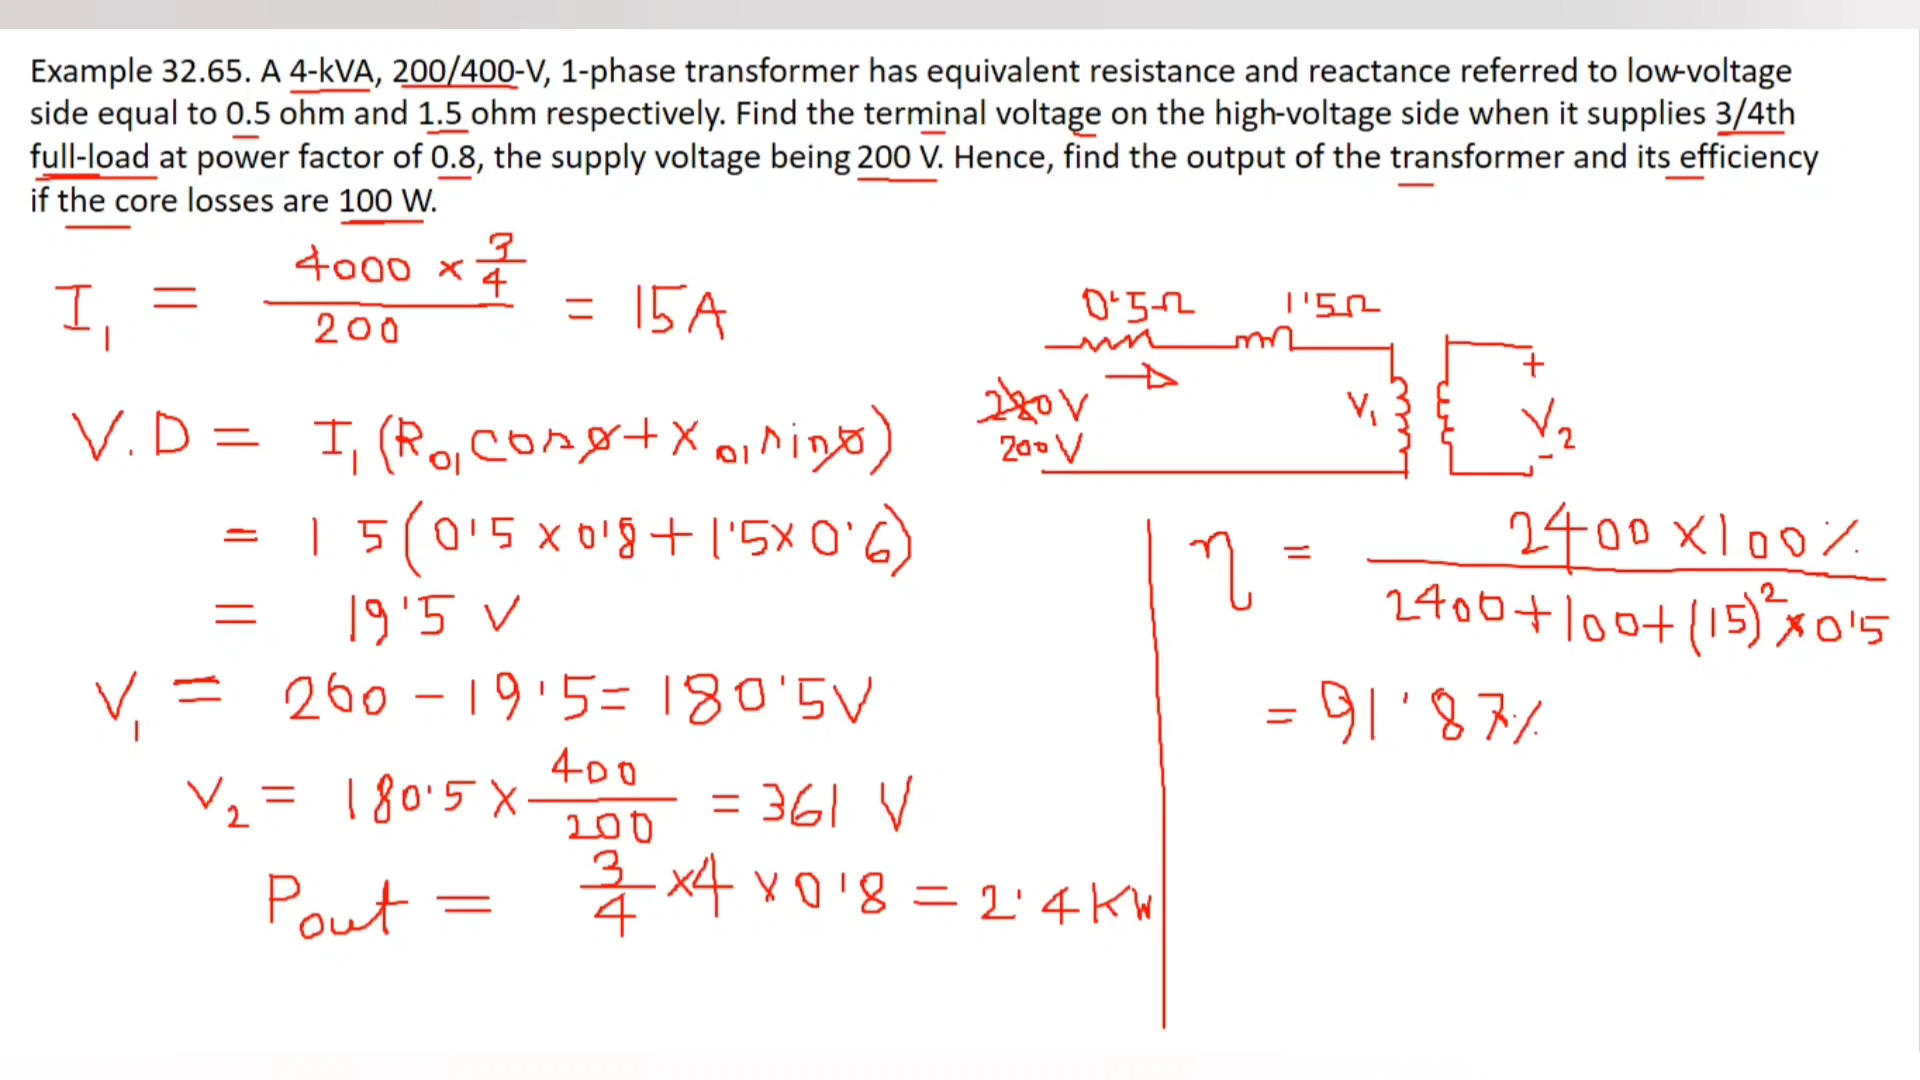 Example 32.65. A 4-kVA, 200/400-V, 1-phase transformer has equivalent resistance and reactance referred to low-voltage
side equal to 0.5 ohm and 1.5 ohm respectively. Find the terminal voltage on the high-voltage side when it supplies 3/4th
full-load at power factor of 0.8, the supply voltage being 200 V. Hence, find the output of the transformer and its efficiency
if the core losses are 100 W.
I₁ = (4000 × 3/4) / 200 = 15 A
V.D = I₁ (R₀₁ cosø + X₀₁ sinø)
= 15 (0.5 × 0.8 + 1.5 × 0.6)
= 19.5 V
V₁ = 200 - 19.5 = 180.5 V
V₂ = 180.5 × 400/200 = 361 V
Pout = 3/4 × 4 × 0.8 = 2.4 KW
0.5Ω 1.5Ω
V
200 V
V₁
+
V₂
-
η = 2400 × 100 % / 2400 + 100 + (15)² × 0.5
= 91.87 %